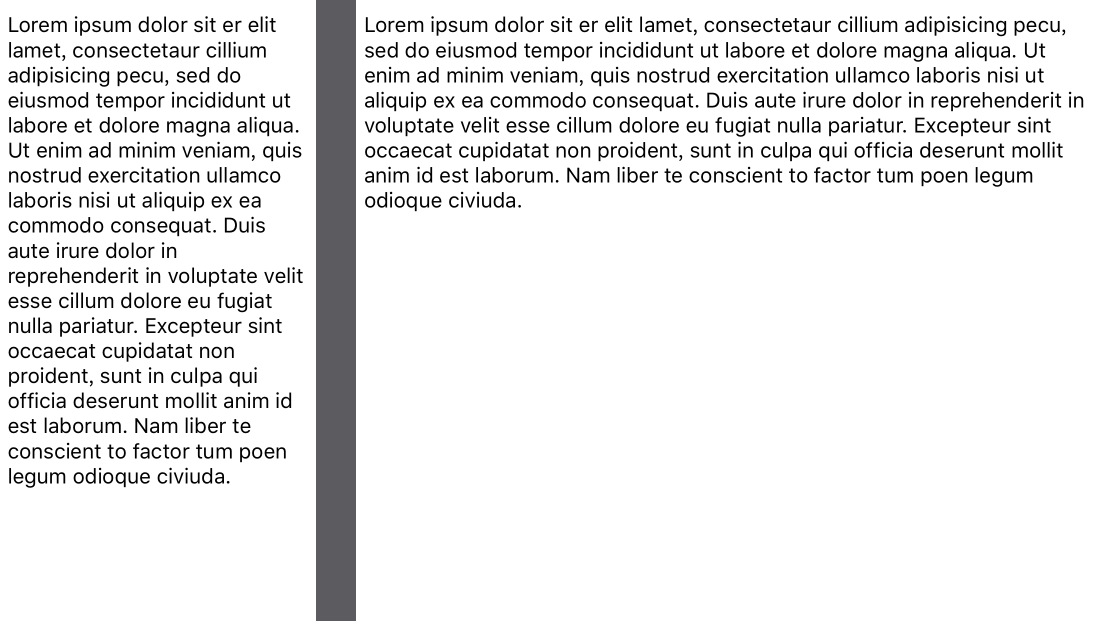 Lorem ipsum dolor sit er elit
lamet, consectetaur cillium
adipisicing pecu, sed do
eiusmod tempor incididunt ut
labore et dolore magna aliqua.
Ut enim ad minim veniam, quis
nostrud exercitation ullamco
laboris nisi ut aliquip ex ea
commodo consequat. Duis
aute irure dolor in
reprehenderit in voluptate velit
esse cillum dolore eu fugiat
nulla pariatur. Excepteur sint
occaecat cupidatat non
proident, sunt in culpa qui
officia deserunt mollit anim id
est laborum. Nam liber te
conscient to factor tum poen
legum odioque civiuda.
Lorem ipsum dolor sit er elit lamet, consectetaur cillium adipisicing pecu,
sed do eiusmod tempor incididunt ut labore et dolore magna aliqua. Ut
enim ad minim veniam, quis nostrud exercitation ullamco laboris nisi ut
aliquip ex ea commodo consequat. Duis aute irure dolor in reprehenderit in
voluptate velit esse cillum dolore eu fugiat nulla pariatur. Excepteur sint
occaecat cupidatat non proident, sunt in culpa qui officia deserunt mollit
anim id est laborum. Nam liber te conscient to factor tum poen legum
odioque civiuda.